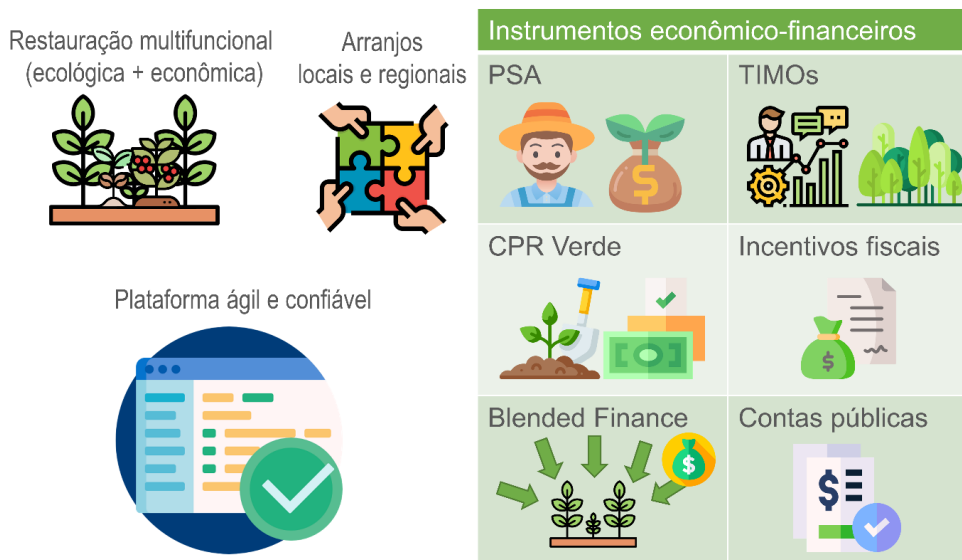 Restauração multifuncional
(ecológica + econômica)
Arranjos
locais e regionais
Plataforma ágil e confiável
Instrumentos econômico-financeiros
PSA
TIMOs
$
CPR Verde
Incentivos fiscais
$
Blended Finance
Contas públicas
$
$